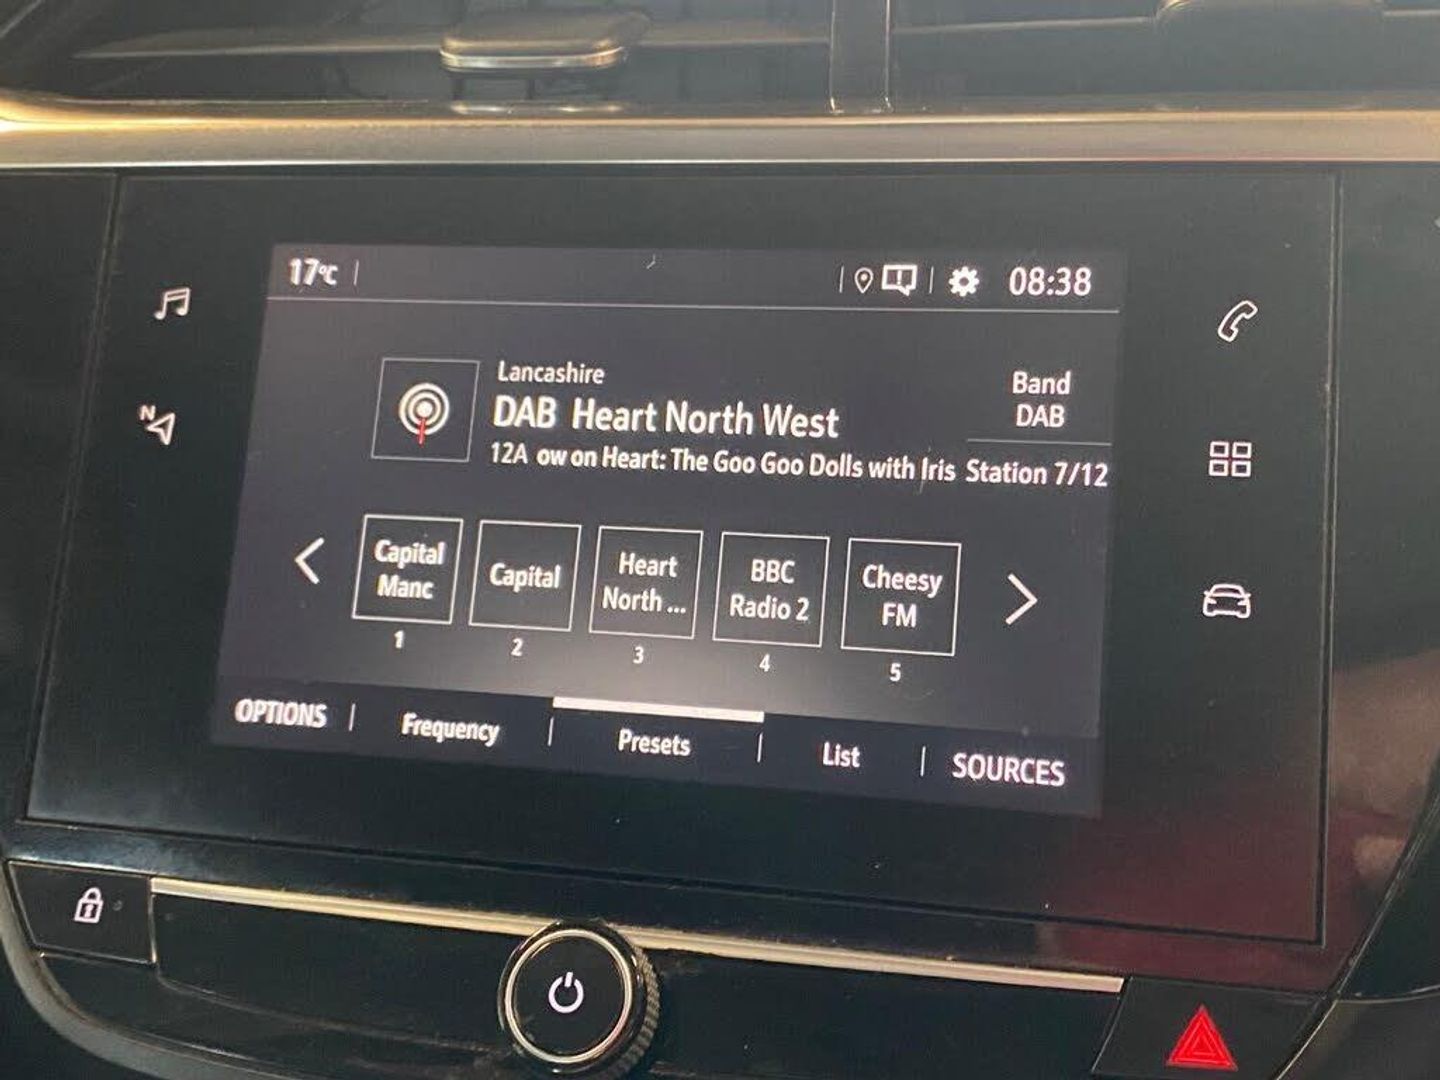 17°C
08:38
N
Lancashire
DAB Heart North West
12A ow on Heart: The Goo Goo Dolls with Iris
Band
DAB
Station 7/12
Capital
Manc
Capital
Heart
North ...
BBC
Radio 2
Cheesy
FM
1 2 3 4 5
OPTIONS | Frequency | Presets | List | SOURCES